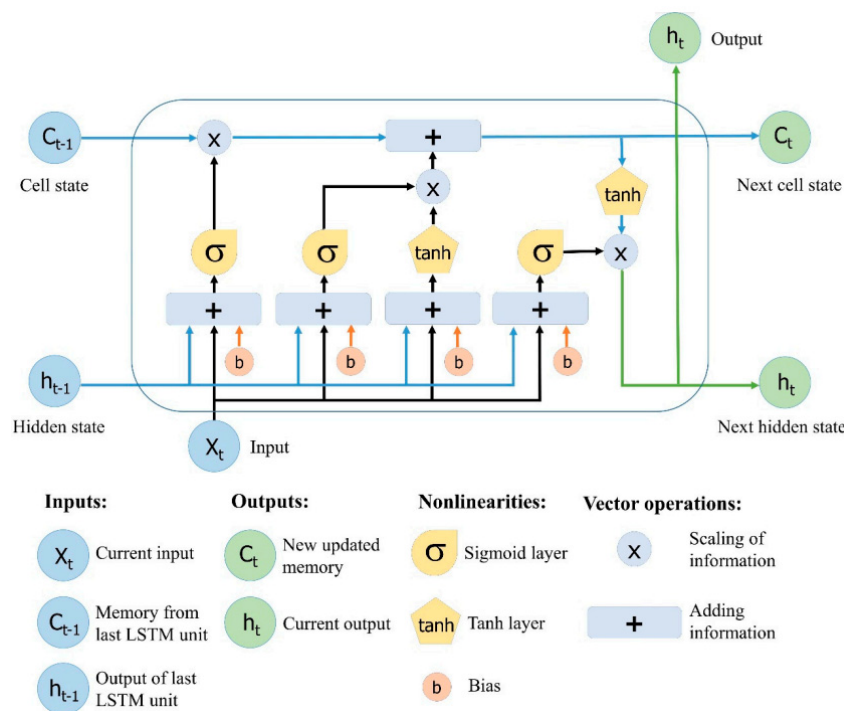 hₜ Output
Cₜ₋₁ x + Cₜ
Cell state Next cell state
tanh
x
σ σ tanh σ x
+ + + +
b b b b
hₜ₋₁ hₜ
Hidden state Next hidden state
Xₜ Input
Inputs: Outputs: Nonlinearities: Vector operations:
Xₜ Current input
Cₜ₋₁ Memory from
last LSTM unit
hₜ₋₁ Output of last
LSTM unit
Cₜ New updated
memory
hₜ Current output
σ Sigmoid layer
tanh Tanh layer
b Bias
x Scaling of
information
+ Adding
information